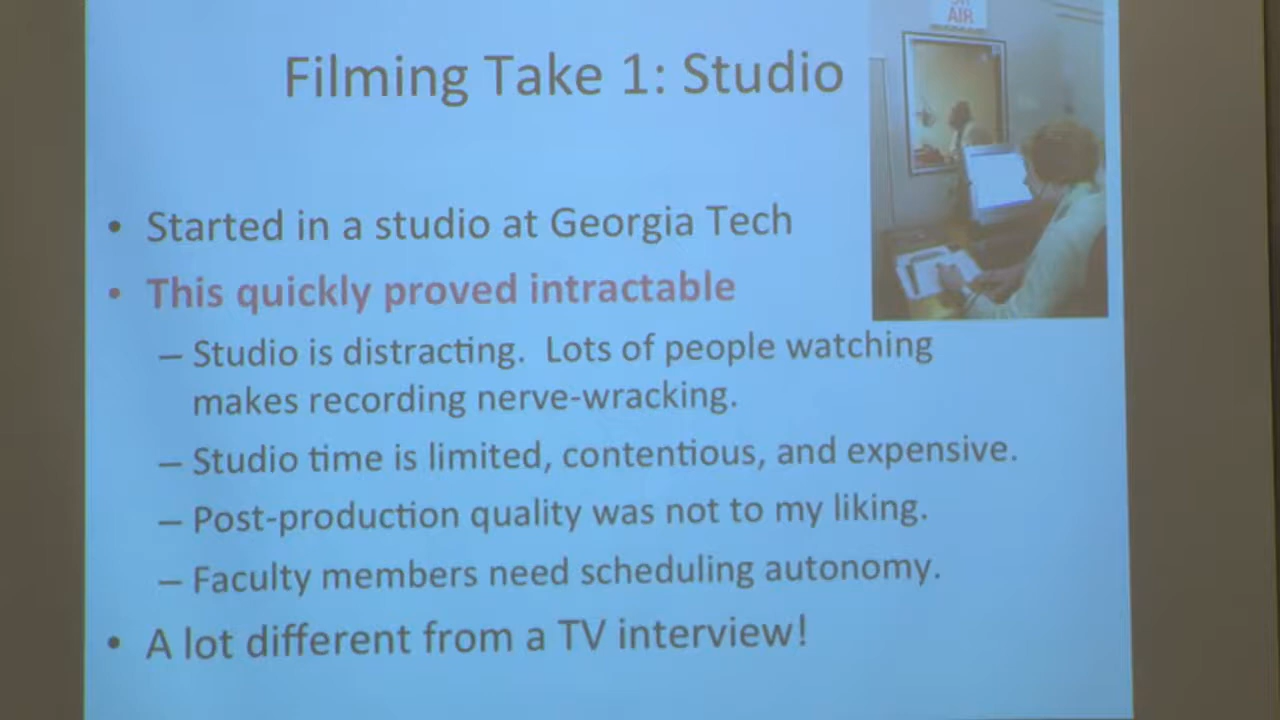 AIR
Filming Take 1: Studio
• Started in a studio at Georgia Tech
• This quickly proved intractable
– Studio is distracting. Lots of people watching
makes recording nerve-wracking.
– Studio time is limited, contentious, and expensive.
– Post-production quality was not to my liking.
– Faculty members need scheduling autonomy.
• A lot different from a TV interview!